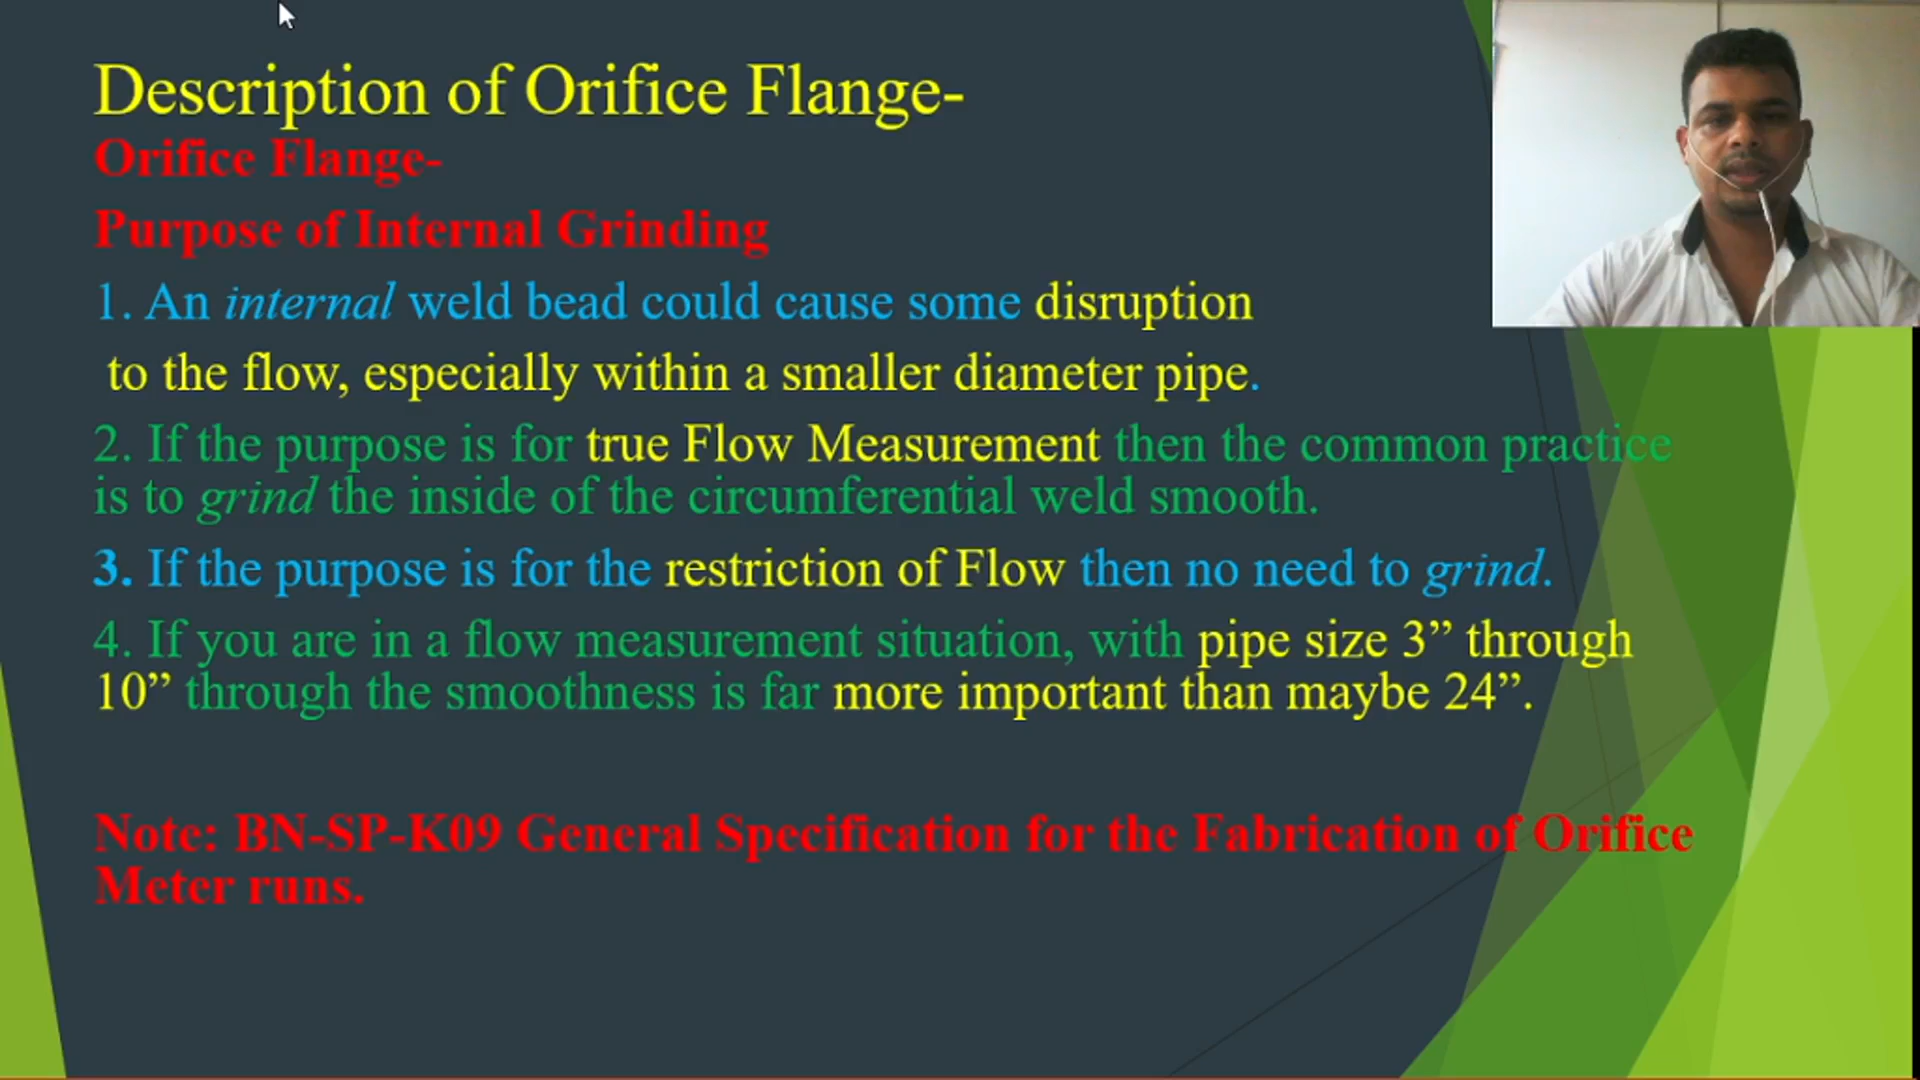 Description of Orifice Flange-
Orifice Flange-
Purpose of Internal Grinding
1. An internal weld bead could cause some disruption
to the flow, especially within a smaller diameter pipe.
2. If the purpose is for true Flow Measurement then the common practice
is to grind the inside of the circumferential weld smooth.
3. If the purpose is for the restriction of Flow then no need to grind.
4. If you are in a flow measurement situation, with pipe size 3” through
10” through the smoothness is far more important than maybe 24”.
Note: BN-SP-K09 General Specification for the Fabrication of Orifice
Meter runs.